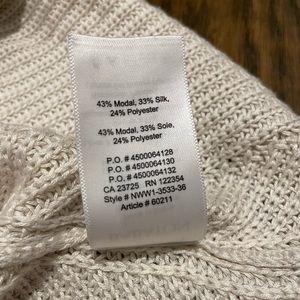 43% Modal, 33% Silk,
24% Polyester
43% Modal, 33% Soie,
24% Polyester
P.O. # 4500064128
P.O. # 4500064130
P.O. # 4500064132
CA 23725 RN 122354
Style # NWW1-3533-36
Article # 60211